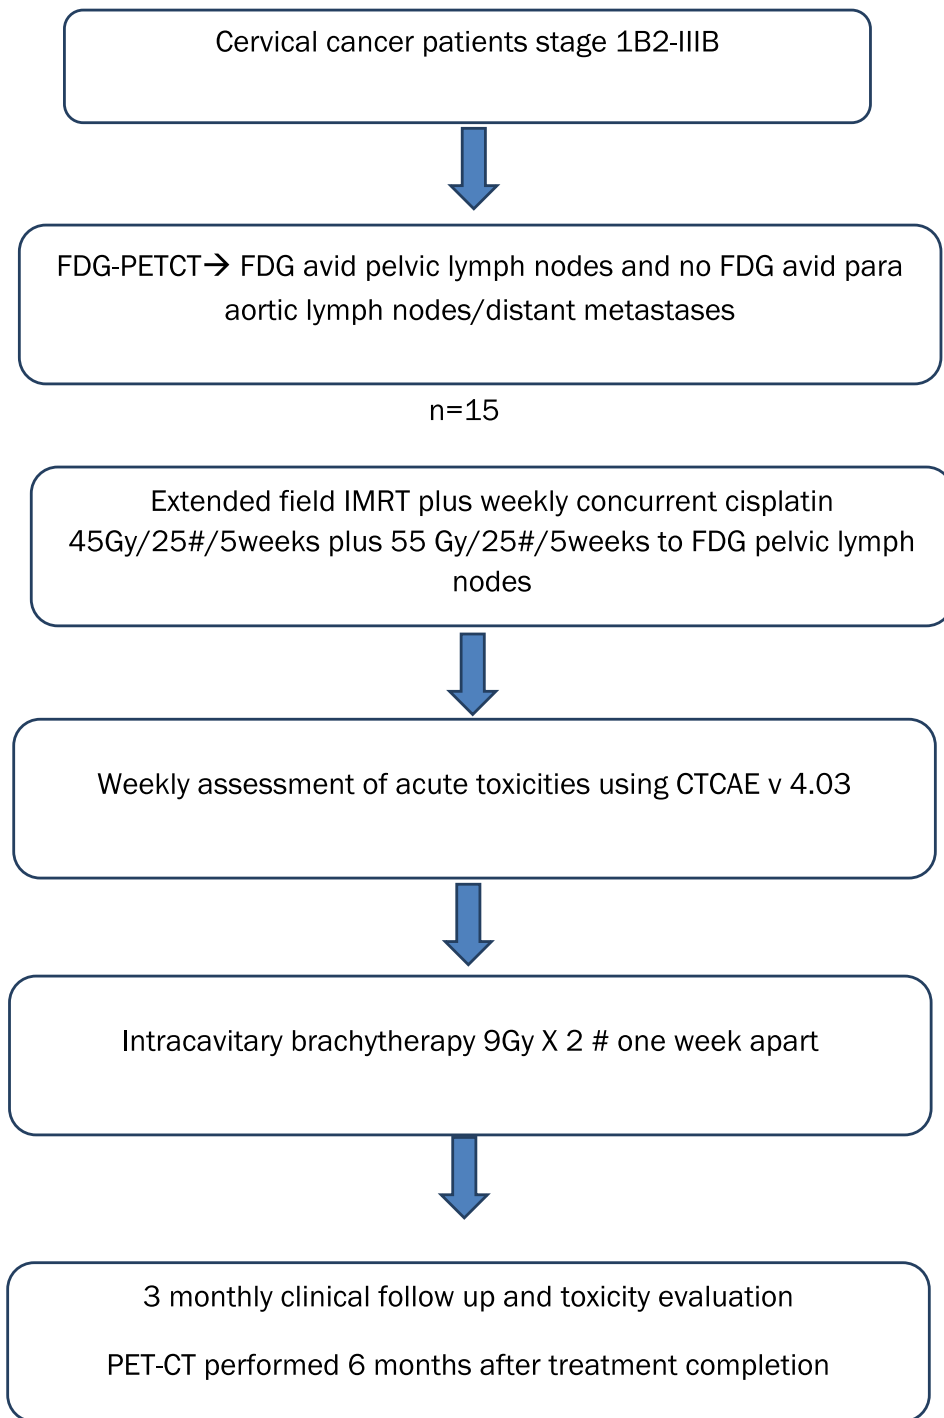 Cervical cancer patients stage 1B2-IIIB
FDG-PETCT→ FDG avid pelvic lymph nodes and no FDG avid para
aortic lymph nodes/distant metastases
n=15
Extended field IMRT plus weekly concurrent cisplatin
45Gy/25#/5weeks plus 55 Gy/25#/5weeks to FDG pelvic lymph
nodes
Weekly assessment of acute toxicities using CTCAE v 4.03
Intracavitary brachytherapy 9Gy X 2 # one week apart
3 monthly clinical follow up and toxicity evaluation
PET-CT performed 6 months after treatment completion